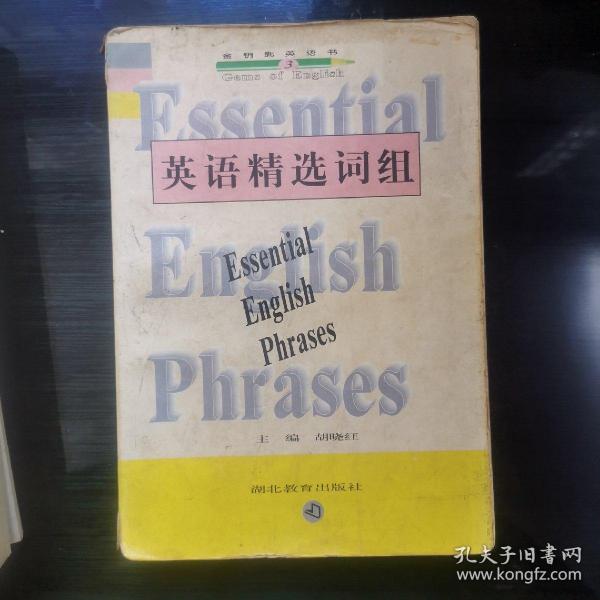 金钥匙英语书
3
Gems of English
Essential
英语精选词组
English
Essential
English
Phrases
Phrases
主编 胡晓红
湖北教育出版社
孔夫子旧书网
www.kongfz.com